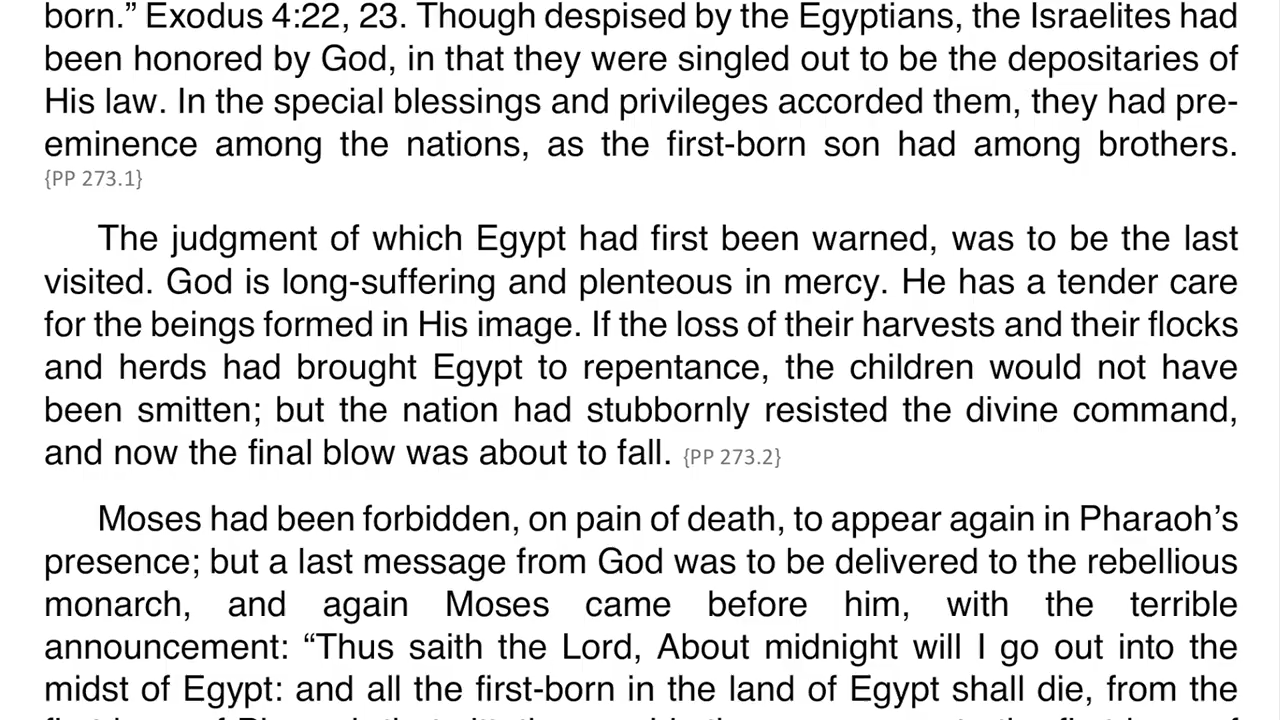 born.” Exodus 4:22, 23. Though despised by the Egyptians, the Israelites had
been honored by God, in that they were singled out to be the depositaries of
His law. In the special blessings and privileges accorded them, they had pre-
eminence among the nations, as the first-born son had among brothers.
{PP 273.1}
The judgment of which Egypt had first been warned, was to be the last
visited. God is long-suffering and plenteous in mercy. He has a tender care
for the beings formed in His image. If the loss of their harvests and their flocks
and herds had brought Egypt to repentance, the children would not have
been smitten; but the nation had stubbornly resisted the divine command,
and now the final blow was about to fall. {PP 273.2}
Moses had been forbidden, on pain of death, to appear again in Pharaoh’s
presence; but a last message from God was to be delivered to the rebellious
monarch, and again Moses came before him, with the terrible
announcement: “Thus saith the Lord, About midnight will I go out into the
midst of Egypt: and all the first-born in the land of Egypt shall die, from the